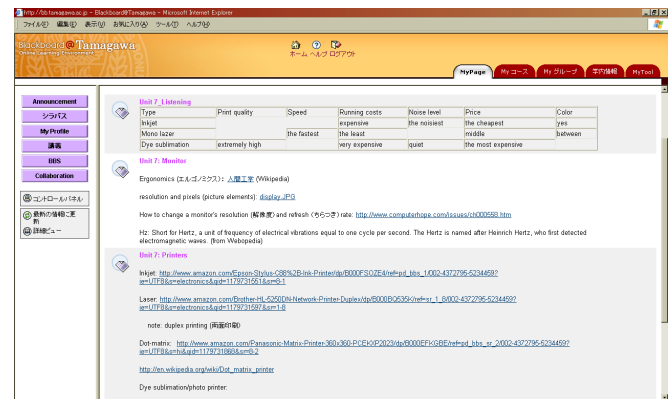 http://bb.tamagawa.ac.jp - Blackboard@Tamagawa - Microsoft Internet Explorer
ファイル(F) 編集(E) 表示(V) お気に入り(A) ツール(T) ヘルプ(H)
Blackboard@Tamagawa
Online Learning Environment
ホーム ヘルプ ログアウト
MyPage My コース My グループ 学内情報 MyTool
Announcement
シラバス
My Profile
講義
BBS
Collaboration
コントロールパネル
最新の情報に更
新
詳細ビュー
Unit 7_Listening
Type Print quality Speed Running costs Noise level Price Color
Inkjet expensive the noisiest the cheapest yes
Mono lazer the fastest the least middle between
Dye sublimation extremely high very expensive quiet the most expensive
Unit 7: Monitor
Ergonomics (エルゴノミクス): 人間工学 (Wikipedia)
resolution and pixels (picture elements): display.JPG
How to change a monitor's resolution (解像度) and refresh (ちらつき) rate: http://www.computerhope.com/issues/ch000558.htm
Hz: Short for Hertz, a unit of frequency of electrical vibrations equal to one cycle per second. The Hertz is named after Heinrich Hertz, who first detected
electromagnetic waves. (from Webopedia)
Unit 7: Printers
Inkjet: http://www.amazon.com/Epson-Stylus-C88%2B-Ink-Printer/dp/B000FSOZE4/ref=pd_bbs_1/002-4372795-5234459?
ie=UTF8&s=electronics&qid=1179731551&sr=8-1
Laser: http://www.amazon.com/Brother-HL-5250DN-Network-Printer-Duplex/dp/B000BQ535K/ref=sr_1_8/002-4372795-5234459?
ie=UTF8&s=electronics&qid=1179731597&sr=1-8
note: duplex printing (両面印刷)
Dot-matrix: http://www.amazon.com/Panasonic-Matrix-Printer-360x360-PCEKXP2023/dp/B000EFKGBE/ref=pd_bbs_sr_2/002-4372795-5234459?
ie=UTF8&s=hi&qid=1179731868&sr=8-2
http://en.wikipedia.org/wiki/Dot_matrix_printer
Dye sublimation/photo printer: